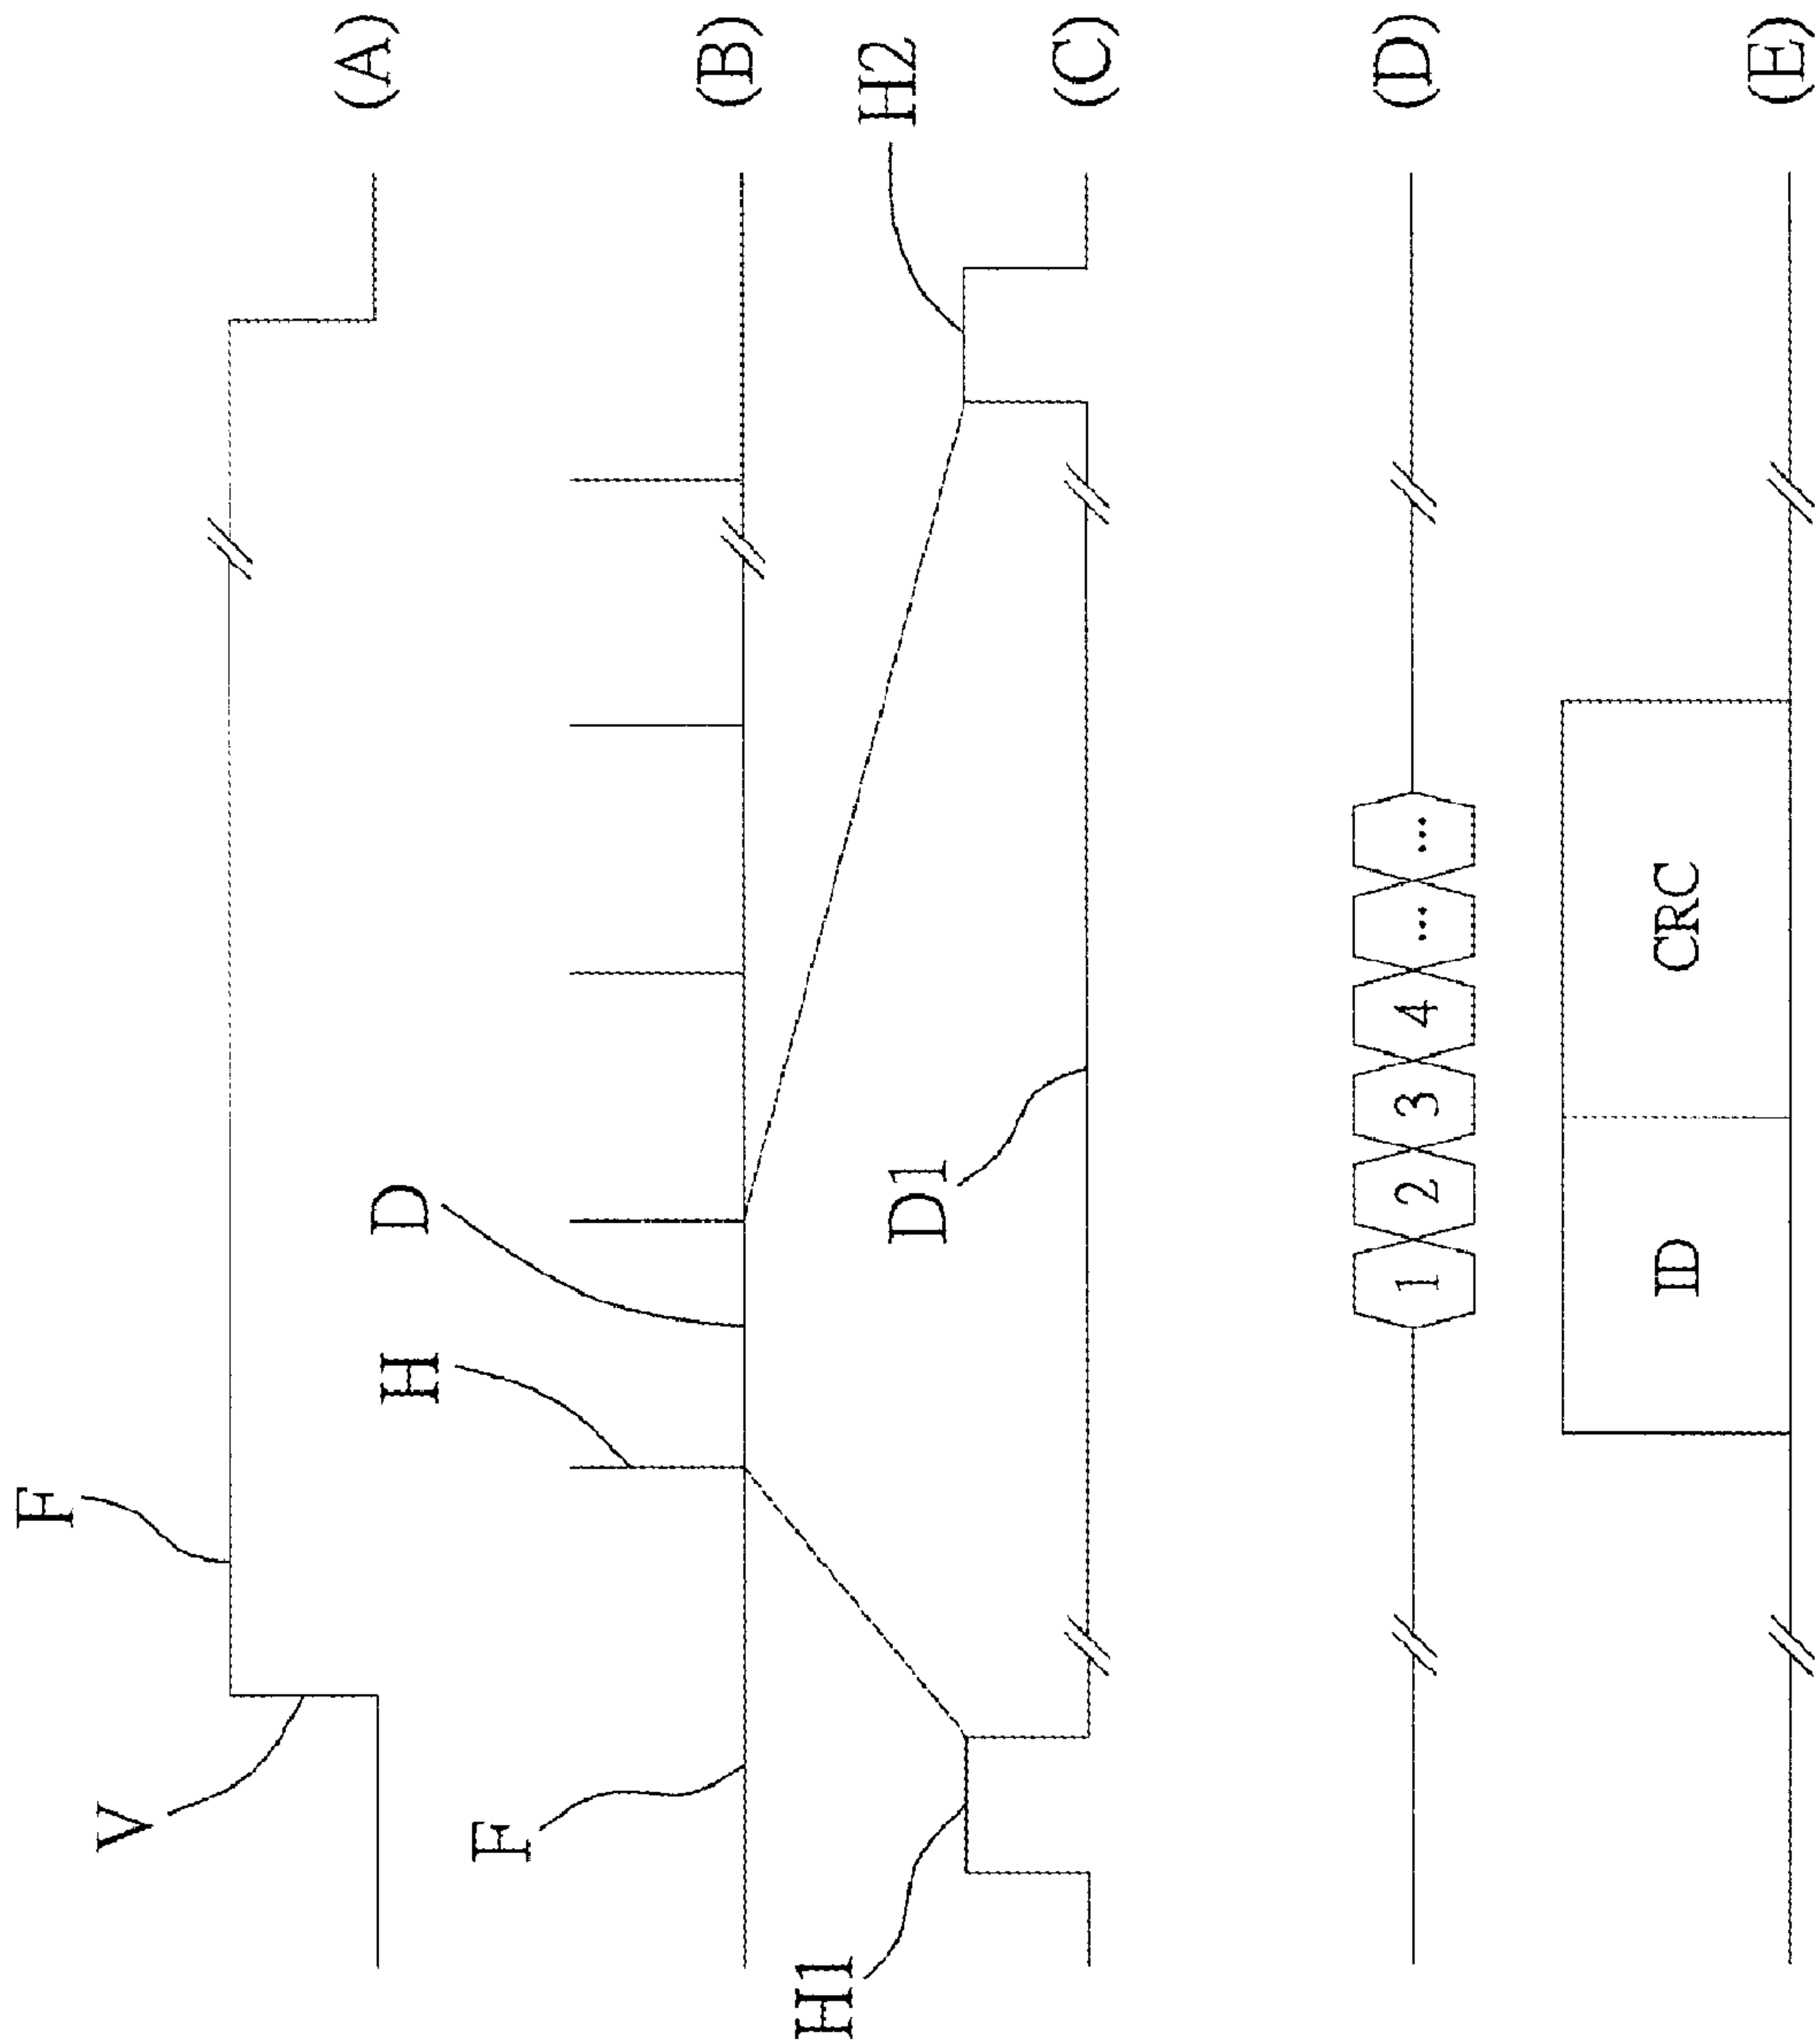 F
V
(A)
H
D
F
(B)
H1
H2
D1
(C)
1 2 3 4 ... ...
(D)
ID CRC
(E)